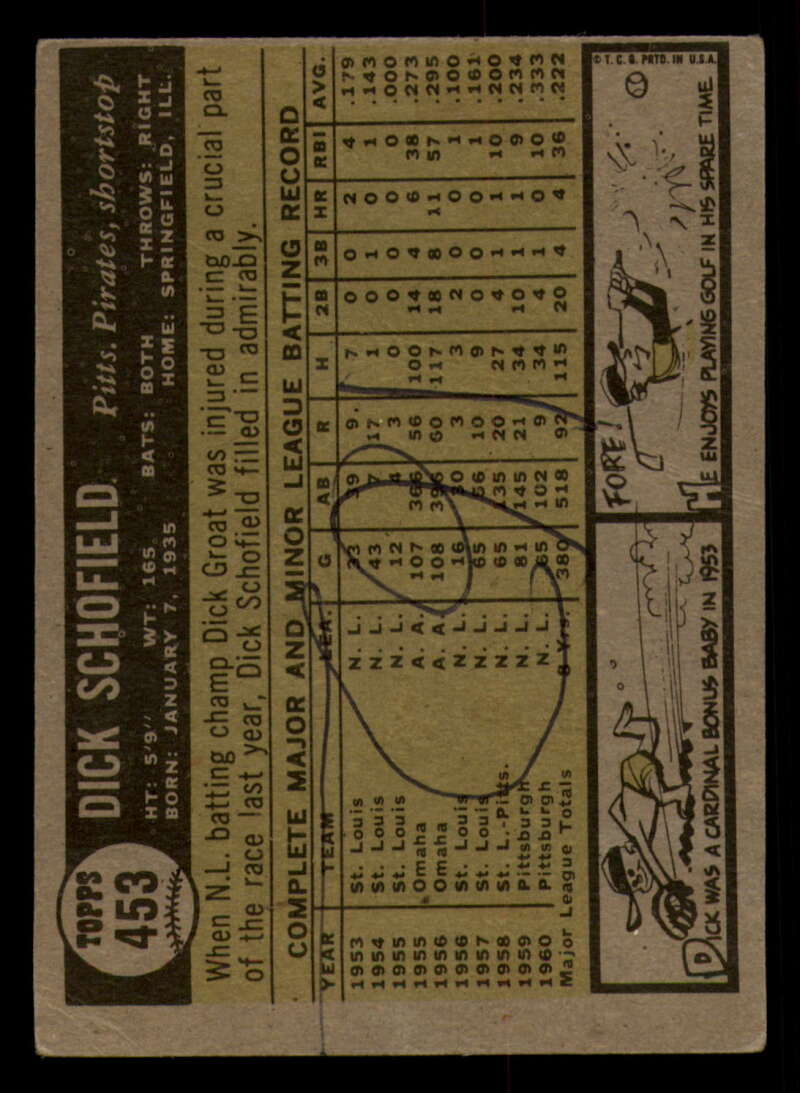 TOPPS
453
DICK SCHOFIELD
Pitts. Pirates, shortstop
HT: 5'9" WT: 165 BATS: BOTH THROWS: RIGHT
BORN: JANUARY 7, 1935 HOME: SPRINGFIELD, ILL.
When N.L. batting champ Dick Groat was injured during a crucial part
of the race last year, Dick Schofield filled in admirably.
COMPLETE MAJOR AND MINOR LEAGUE BATTING RECORD
YEAR TEAM LEA. G AB R H 2B 3B HR RBI AVG.
1953 St. Louis N. L. 33 39 9 7 0 0 2 4 .179
1954 St. Louis N. L. 43 7 17 1 0 1 0 1 .143
1955 St. Louis N. L. 12 4 3 0 0 0 0 0 .000
1955 Omaha A. A. 107 366 56 100 14 4 6 38 .273
1956 Omaha A. A. 108 396 60 117 18 8 11 57 .295
1956 St. Louis N. L. 16 30 3 3 2 0 0 1 .100
1957 St. Louis N. L. 65 56 10 9 0 0 0 1 .161
1958 St. L.-Pitts. N. L. 65 135 20 27 4 1 1 10 .200
1959 Pittsburgh N. L. 81 145 21 34 10 1 1 9 .234
1960 Pittsburgh N. L. 65 102 9 34 4 1 0 10 .333
Major League Totals 8 Yrs. 380 518 92 115 20 4 4 36 .222
DICK WAS A CARDINAL BONUS BABY IN 1953
FORE!
HE ENJOYS PLAYING GOLF IN HIS SPARE TIME.
© T. C. G. PRTD. IN U.S.A.